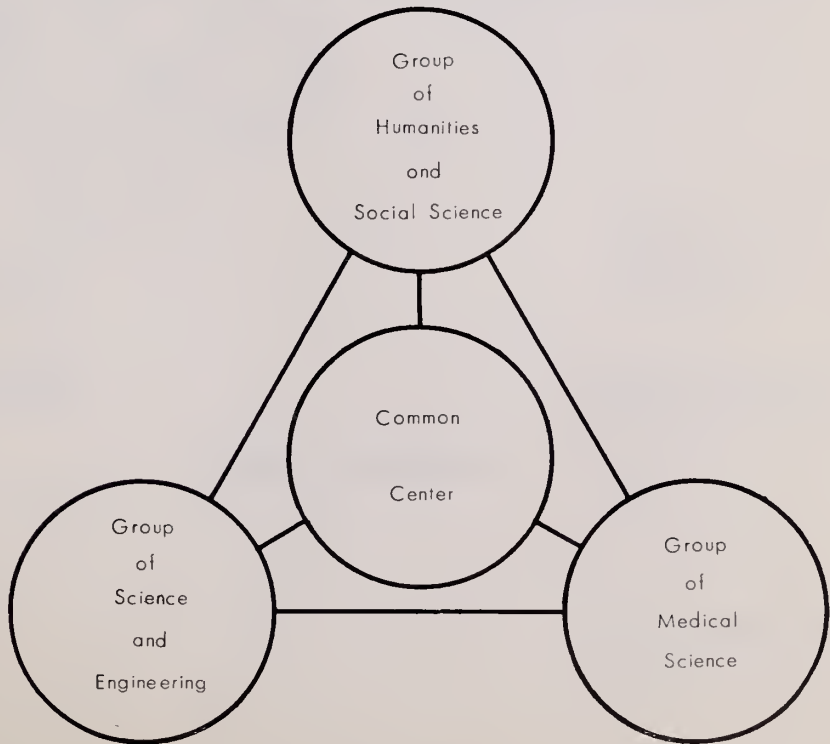 Group
of
Humanities
and
Social Science
Common
Center
Group
of
Science
and
Engineering
Group
of
Medical
Science